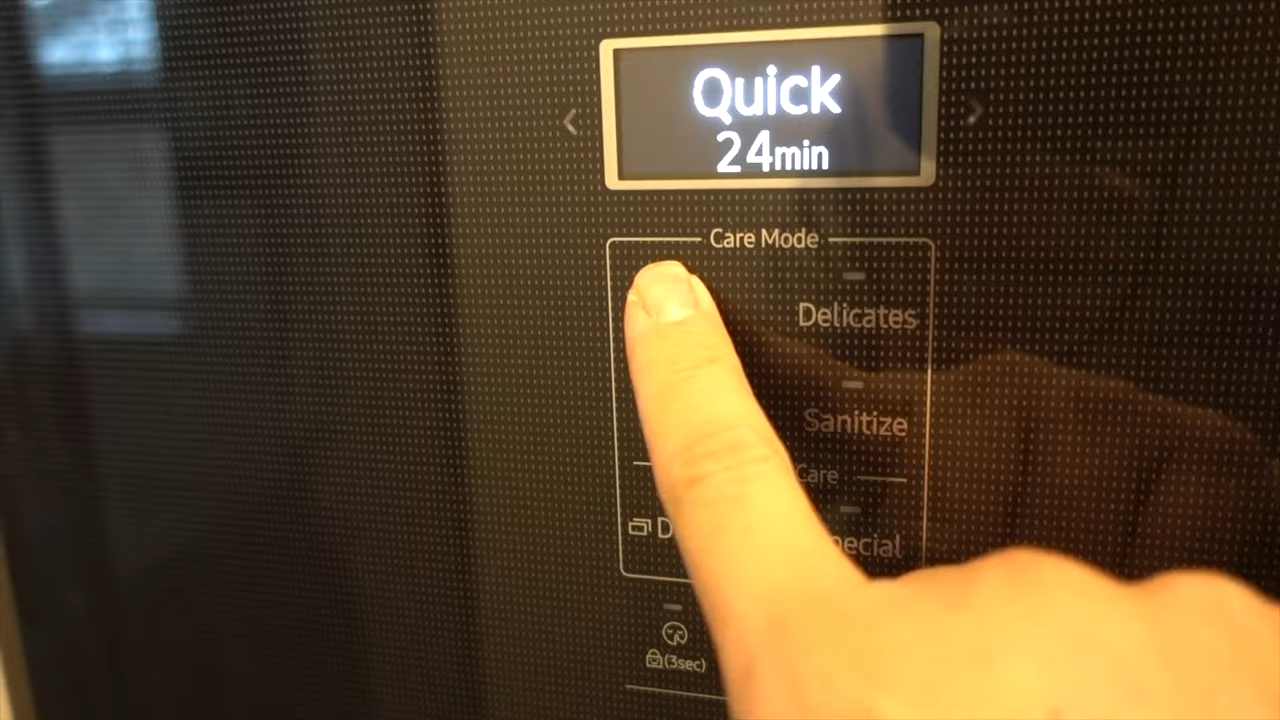 Quick
24min
Care Mode
Delicates
Sanitize
Care
(3sec)